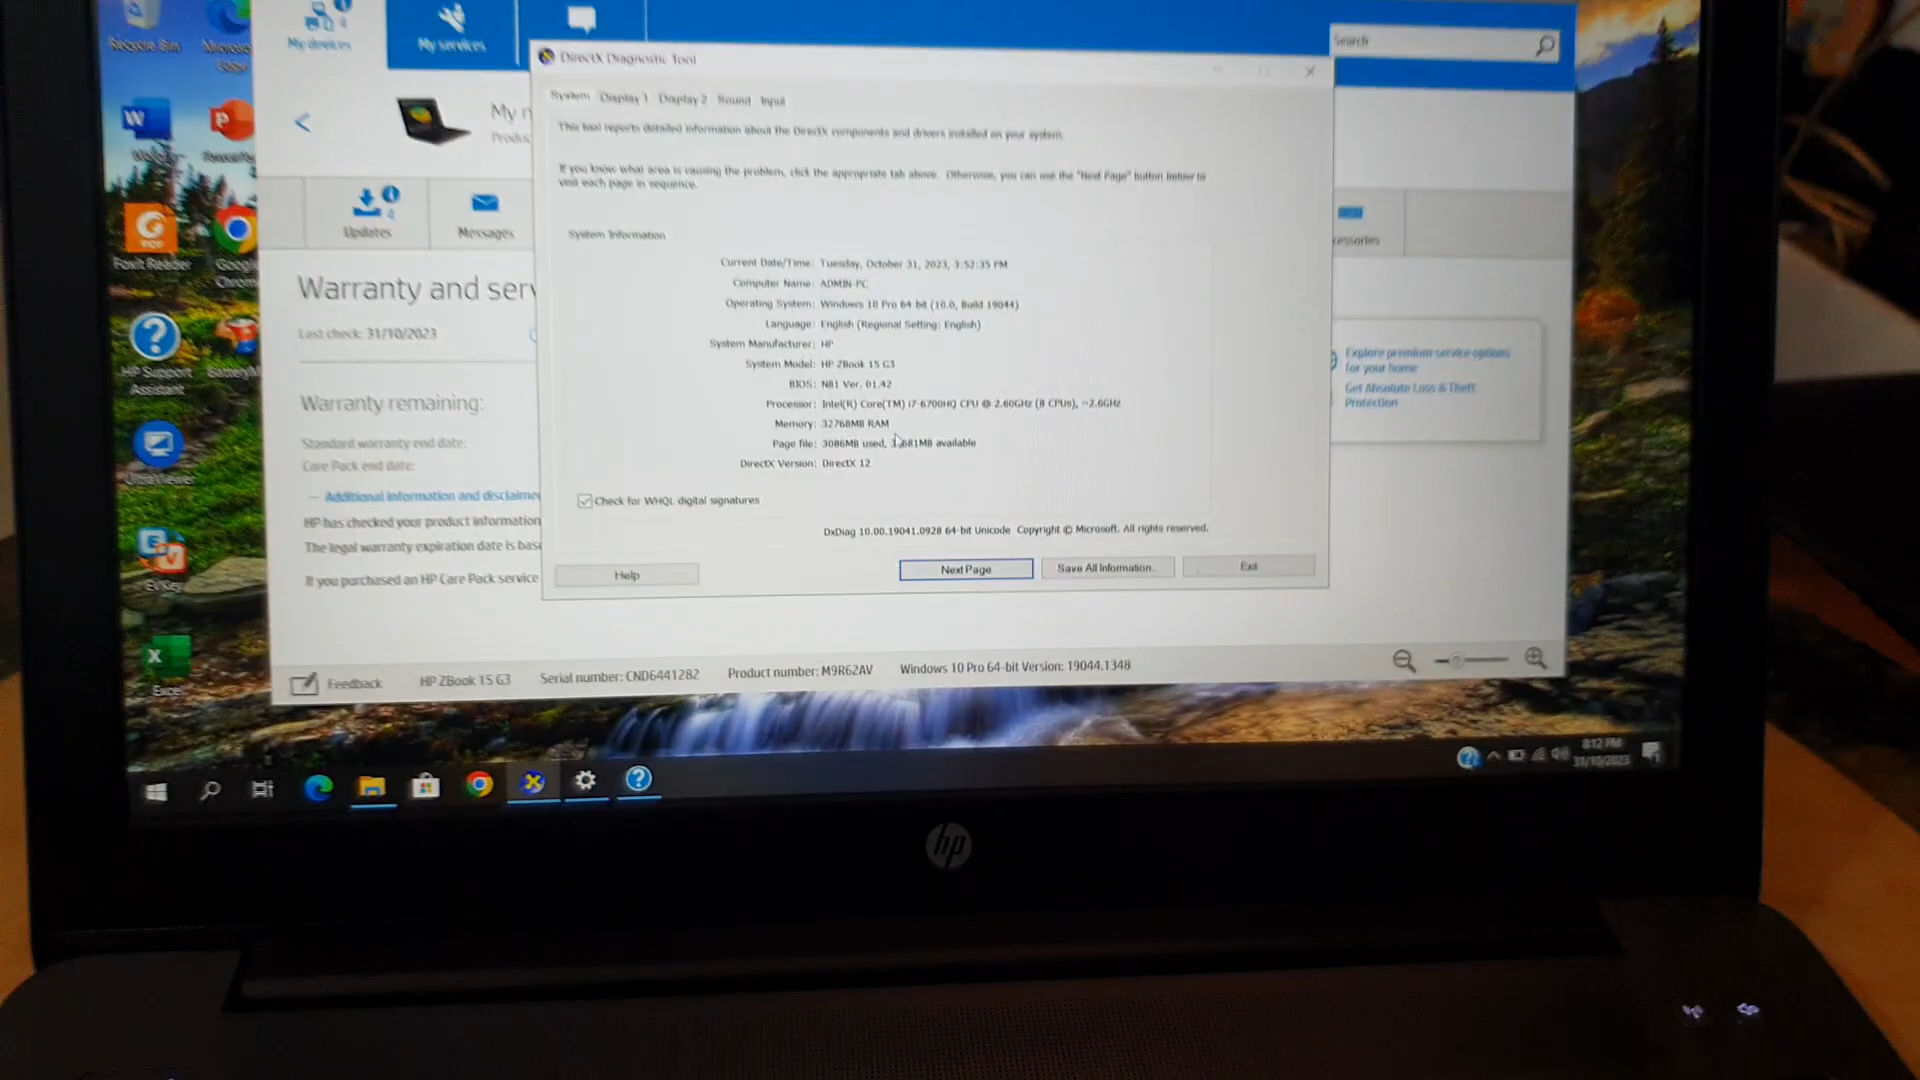 Recycle Bin
My devices
4
My services
Search
DirectX Diagnostic Tool
System Display 1 Display 2 Sound Input
This tool reports detailed information about the DirectX components and drivers installed on your system.
If you know what area is causing the problem, click the appropriate tab above. Otherwise, you can use the "Next Page" button below to
visit each page in sequence.
My
W
P
Updates
4
Messages
System Information
Current Date/Time: Tuesday, October 31, 2023, 3:52:35 PM
Computer Name: ADMIN-PC
Operating System: Windows 10 Pro 64-bit (10.0, Build 19044)
Language: English (Regional Setting: English)
System Manufacturer: HP
System Model: HP ZBook 15 G3
BIOS: N81 Ver. 01.42
Processor: Intel(R) Core(TM) i7-6700HQ CPU @ 2.60GHz (8 CPUs), ~2.6GHz
Memory: 32768MB RAM
Page file: 3086MB used, 681MB available
DirectX Version: DirectX 12
Check for WHQL digital signatures
DxDiag 10.00.19041.0928 64-bit Unicode Copyright © Microsoft. All rights reserved.
Help
Next Page
Save All Information...
Exit
Foxit Reader
Google
Chrome
HP Support
Assistant
UltraViewer
EVKey
Excel
Warranty and serv
Last check: 31/10/2023
Warranty remaining:
Standard warranty end date:
Care Pack end date:
Additional information and disclaime
HP has checked your product information
The legal warranty expiration date is base
If you purchased an HP Care Pack service
essories
Explore premium service options
for your home
Get Absolute Loss & Theft
Protection
Feedback
HP ZBook 15 G3
Serial number: CND6441282
Product number: M9R62AV
Windows 10 Pro 64-bit Version: 19044.1348
8:12 PM
31/10/2023
hp